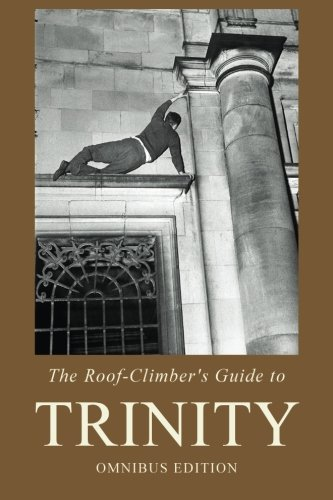 The Roof-Climber's Guide to
TRINITY
OMNIBUS EDITION